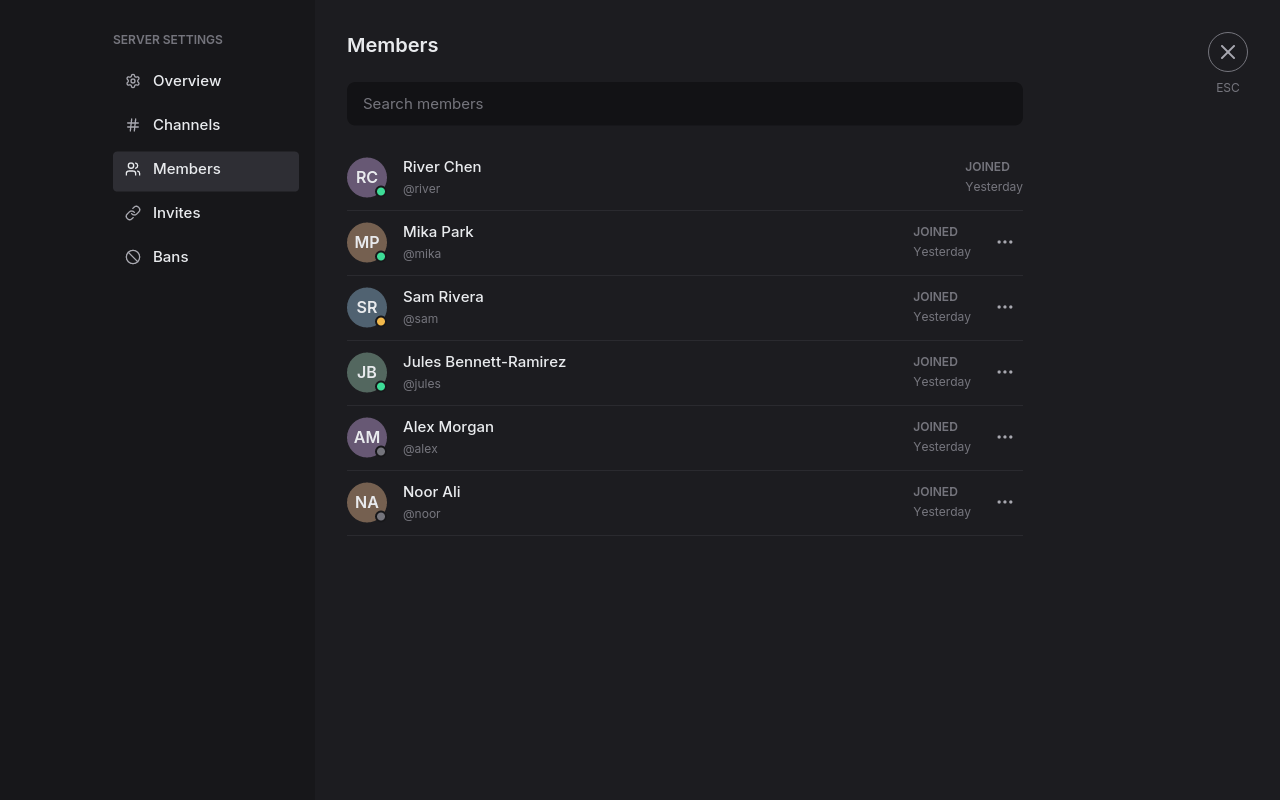 SERVER SETTINGS
Overview
Channels
Members
Invites
Bans
Members
ESC
Search members
RC
River Chen
@river
JOINED
Yesterday
MP
Mika Park
@mika
JOINED
Yesterday
SR
Sam Rivera
@sam
JOINED
Yesterday
JB
Jules Bennett-Ramirez
@jules
JOINED
Yesterday
AM
Alex Morgan
@alex
JOINED
Yesterday
NA
Noor Ali
@noor
JOINED
Yesterday